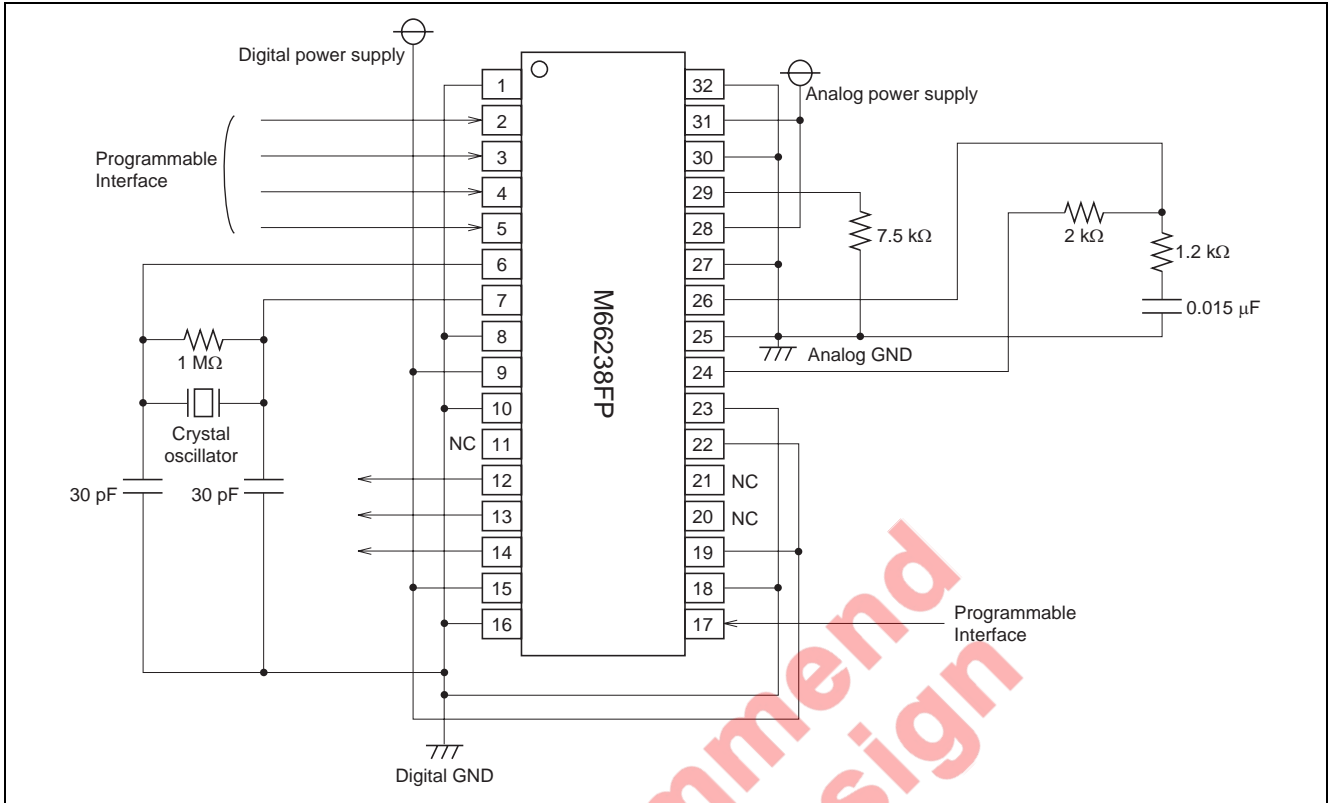 Digital power supply
Analog power supply
Programmable
Interface
1
2
3
4
5
6
7
8
9
10
11
12
13
14
15
16
NC
M66238FP
32
31
30
29
28
27
26
25
24
23
22
21
20
19
18
17
NC
NC
7.5 kΩ
2 kΩ
1.2 kΩ
0.015 μF
Analog GND
1 MΩ
Crystal
oscillator
30 pF
30 pF
Programmable
Interface
Digital GND
sign